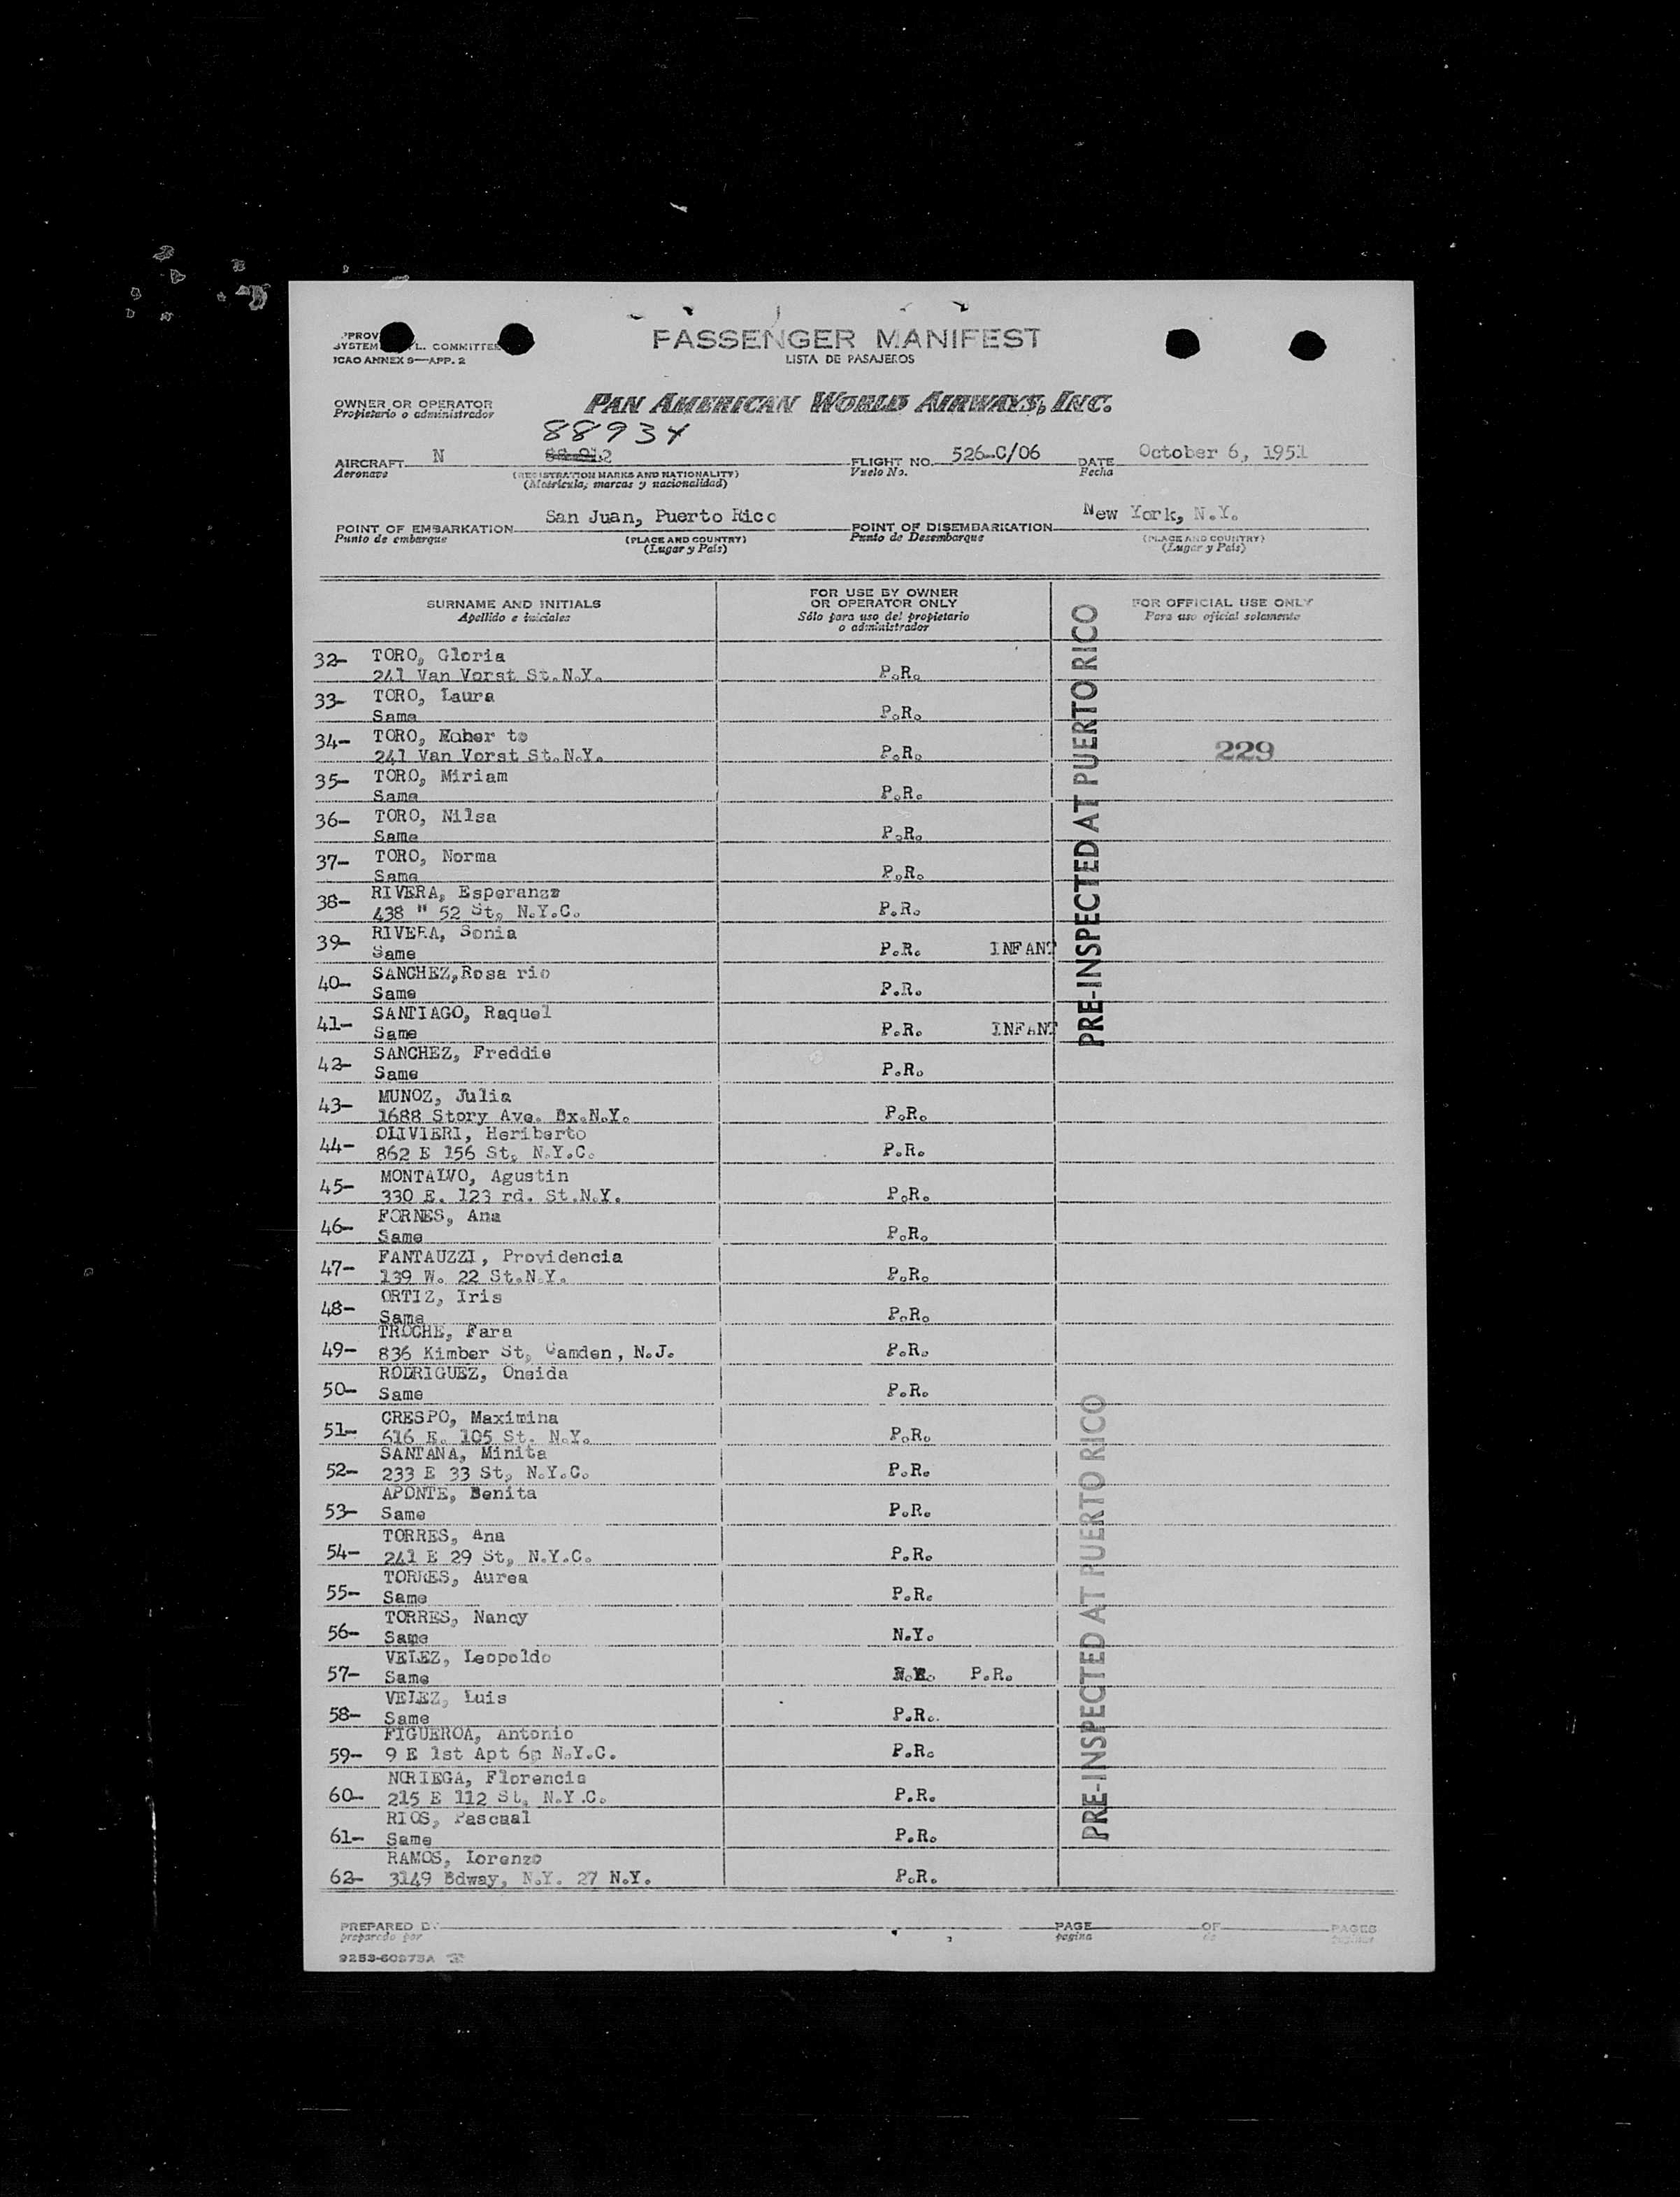 SYSTEM L. COMMITTEE
ICAO ANNEX 9—APP. 2
PASSENGER MANIFEST
LISTA DE PASAJEROS
OWNER OR OPERATOR
Propietario o administrador
PAN AMERICAN WORLD AIRWAYS, INC.
88934
AIRCRAFT N
Aeronave
(REGISTRATION MARKS AND NATIONALITY)
(Matrícula, marcas y nacionalidad)
FLIGHT NO. 526-C/06
Vuelo No.
DATE October 6, 1951
Fecha
POINT OF EMBARKATION San Juan, Puerto Rico
Punto de embarque
(PLACE AND COUNTRY)
(Lugar y País)
POINT OF DISEMBARKATION New York, N.Y.
Punto de Desembarque
(PLACE AND COUNTRY)
(Lugar y País)
SURNAME AND INITIALS
Apellido e iniciales
FOR USE BY OWNER
OR OPERATOR ONLY
Sólo para uso del propietario
o administrador
FOR OFFICIAL USE ONLY
Para uso oficial solamente
PRE-INSPECTED AT PUERTO RICO
32- TORO, Gloria
241 Van Vorst St.N.Y. P.R.
33- TORO, Laura
Same P.R.
34- TORO,
241 Van Vorst St.N.Y. P.R. 229
35- TORO, Miriam
Same P.R.
36- TORO, Nilsa
Same P.R.
37- TORO, Norma
Same P.R.
38- RIVERA, Esperanza
438 " 52 St, N.Y.C. P.R.
39- RIVERA, Sonia
Same P.R. INFANT
40- SANCHEZ,Rosa rio
Same P.R.
41- SANTIAGO, Raquel
Same P.R. INFANT
42- SANCHEZ, Freddie
Same P.R.
43- MUNOZ, Julia
1688 Story Ave. Bx.N.Y. P.R.
44- OLIVIERI, Heriberto
862 E 156 St, N.Y.C. P.R.
45- MONTALVO, Agustin
330 E. 123 rd. St.N.Y. P.R.
46- FORNES, Ana
Same P.R.
47- FANTAUZZI, Providencia
139 W. 22 St.N.Y. P.R.
48- ORTIZ, Iris
Same P.R.
49- TROCHE, Fara
836 Kimber St, Camden, N.J. P.R.
50- RODRIGUEZ, Oneida
Same P.R.
51- CRESPO, Maximina
616 E. 105 St. N.Y. P.R.
52- SANTANA, Minita
233 E 33 St, N.Y.C. P.R.
53- APONTE, Benita
Same P.R.
54- TORRES, Ana
241 E 29 St, N.Y.C. P.R.
55- TORRES, Aurea
Same P.R.
56- TORRES, Nancy
Same N.Y.
57- VELEZ, Leopoldo
Same P.R.
58- VELEZ, Luis
Same P.R.
59- FIGUEROA, Antonio
9 E 1st Apt N.Y.C. P.R.
60- NORIEGA, Florencia
215 E 112 St, N.Y.C. P.R.
61- RIOS, Pascual
Same P.R.
62- RAMOS, Lorenzo
3149 Bdway, N.Y. 27 N.Y. P.R.
PRE-INSPECTED AT PUERTO RICO
PREPARED BY
preparado por
PAGE OF PAGES
pagina de paginas